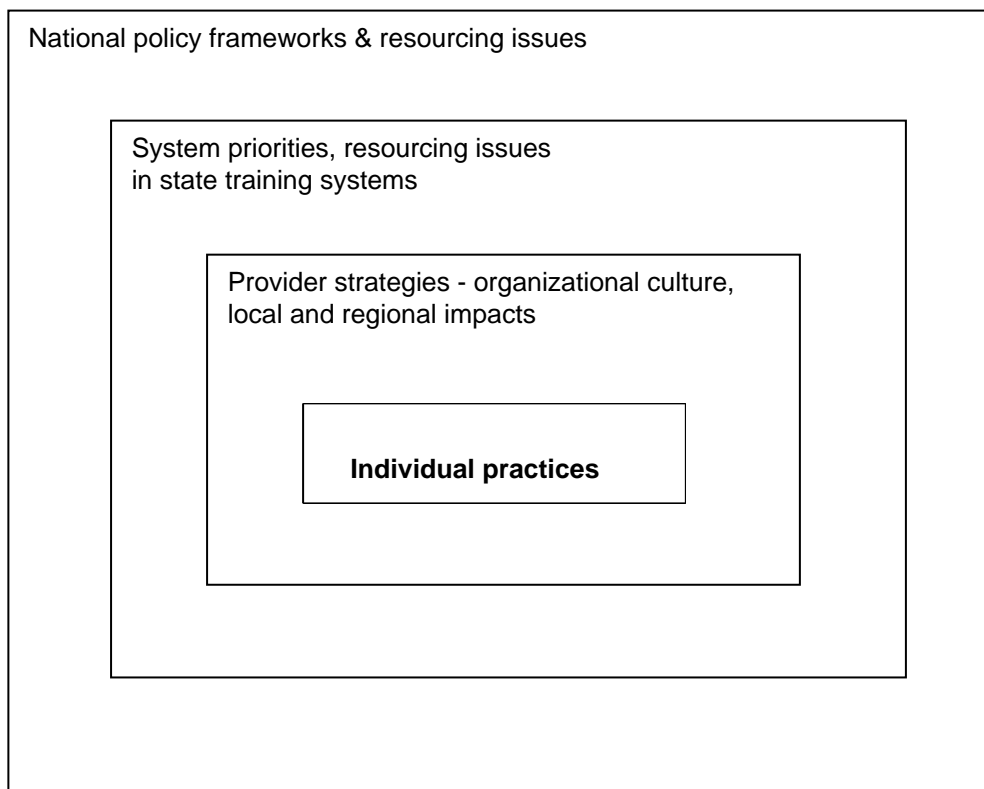 National policy frameworks & resourcing issues
System priorities, resourcing issues
in state training systems
Provider strategies - organizational culture,
local and regional impacts
Individual practices